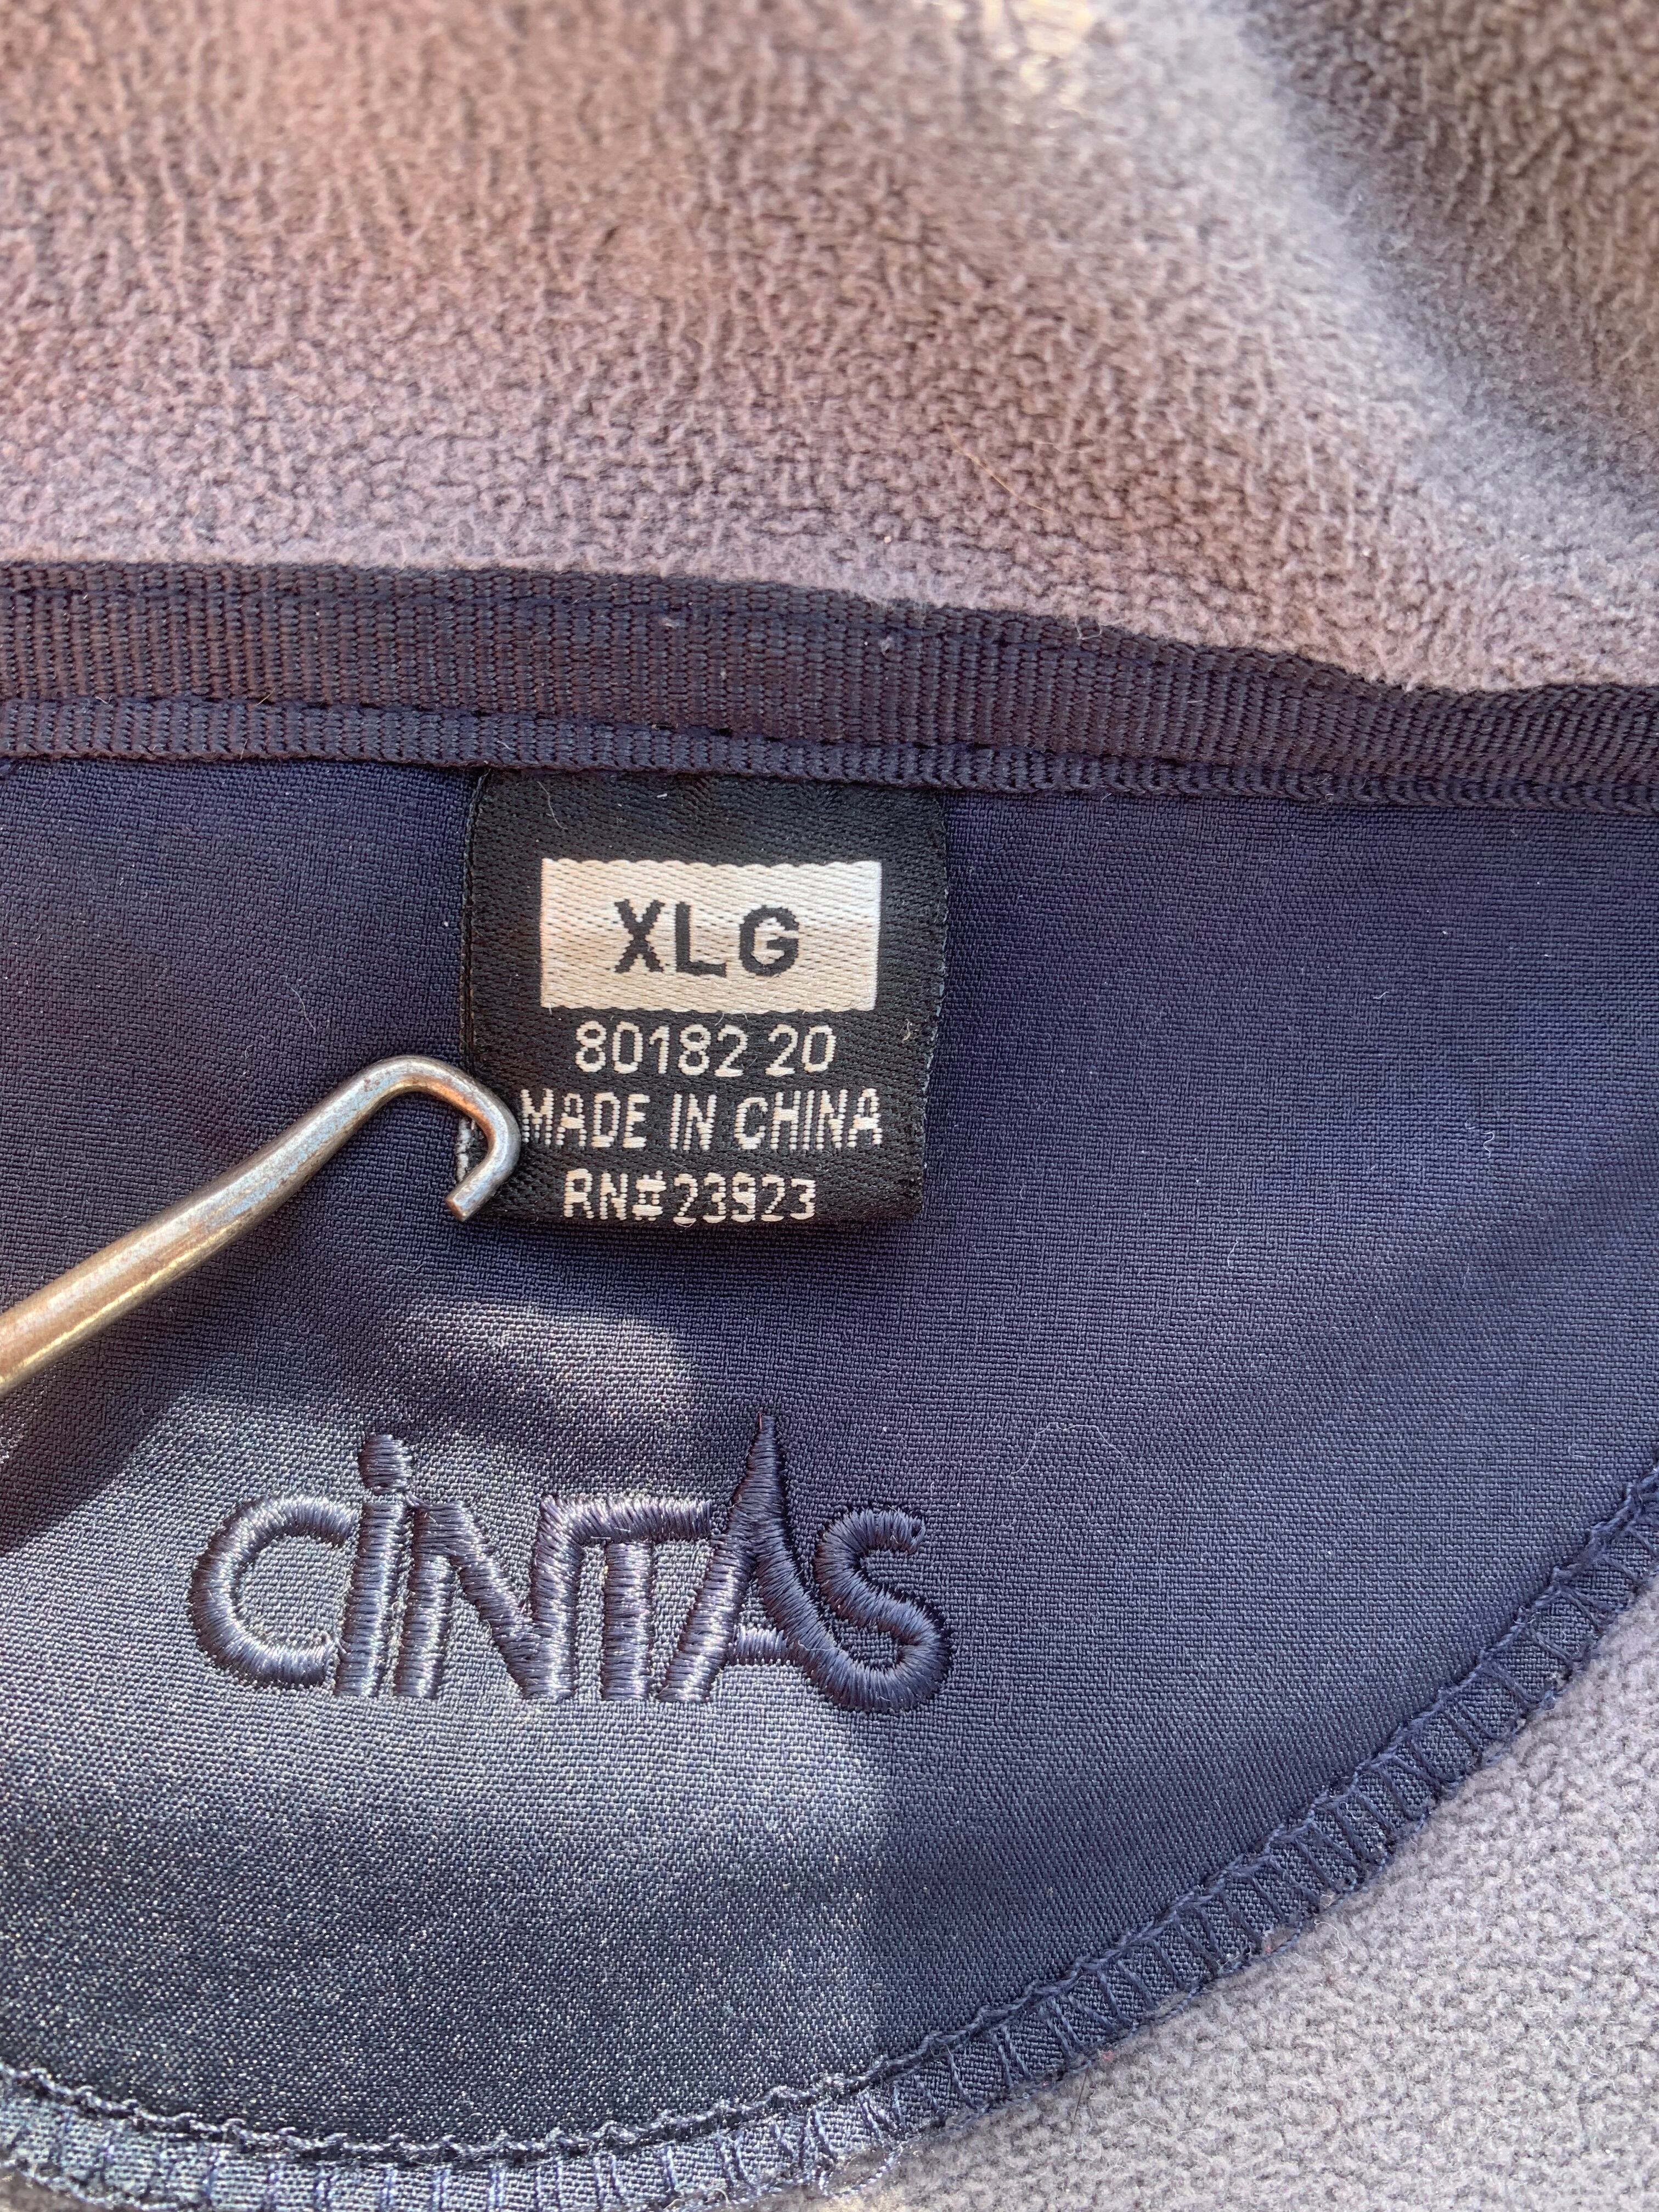 XLG
80182 20
MADE IN CHINA
RN#23923
CiNTAS